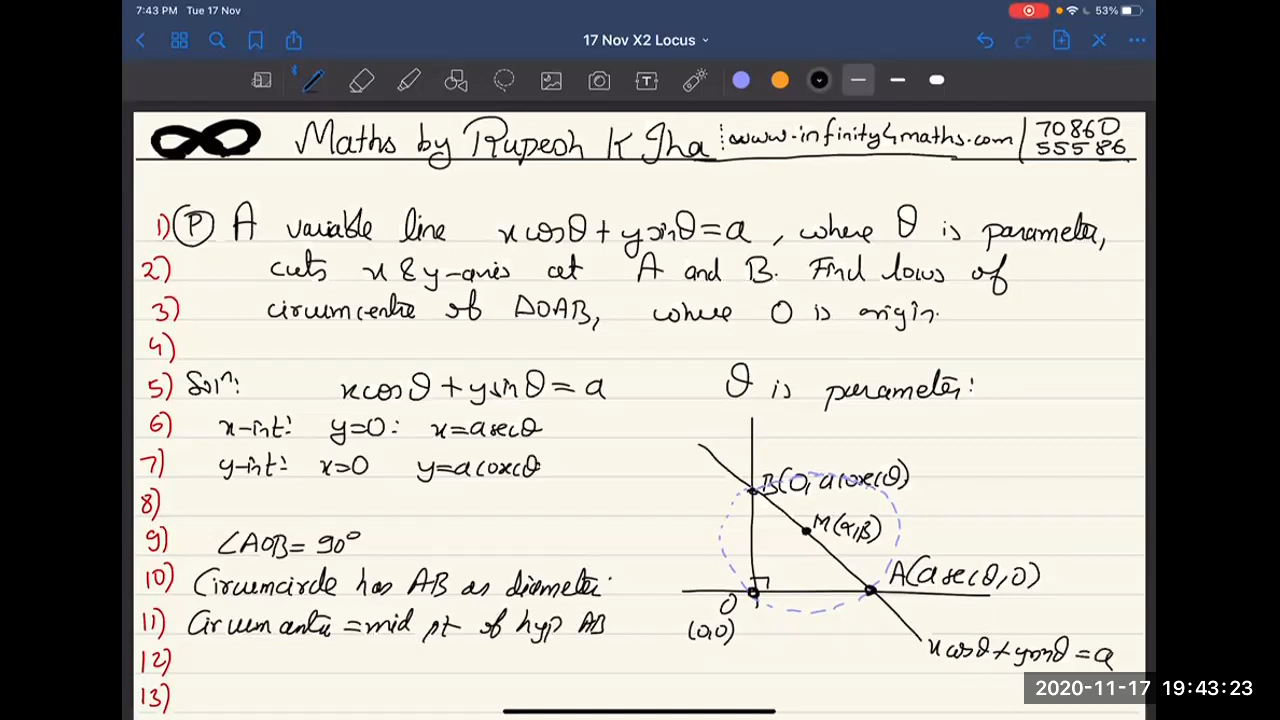 7:43 PM Tue 17 Nov
53%
17 Nov X2 Locus
Maths by Rupesh K Jha www.infinity4maths.com/ 70860 55586
1) (P) A variable line x cosθ + y sinθ = a , where θ is parameter,
2) cuts x & y-axis at A and B. Find locus of
3) circumcentre of ΔOAB, where O is origin.
4)
5) Solⁿ: x cosθ + y sinθ = a θ is parameter:
6) x-int: y=0: x = a secθ
7) y-int: x=0 y = a cosecθ
8)
9) ∠AOB = 90°
10) Circumcircle has AB as diameter.
11) Circumcentre = mid pt of hyp AB
12)
13)
B(0, a cosecθ)
M(α,β)
A(a secθ, 0)
O
(0,0)
x cosθ + y sinθ = a
2020-11-17 19:43:23